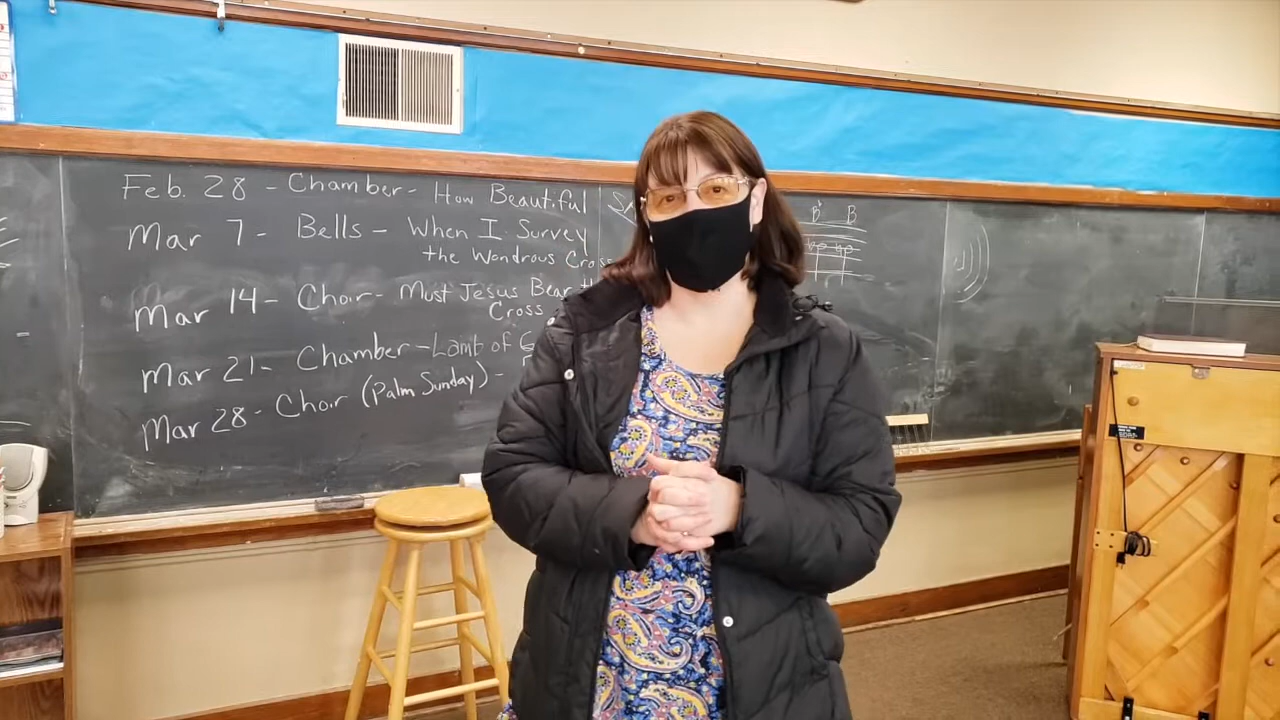 Feb. 28 - Chamber - How Beautiful
Mar 7 - Bells - When I Survey
the Wondrous Cross
Mar 14 - Choir - Must Jesus Bear
Cross
Mar 21 - Chamber - Lamb of
Mar 28 - Choir (Palm Sunday) -
B B